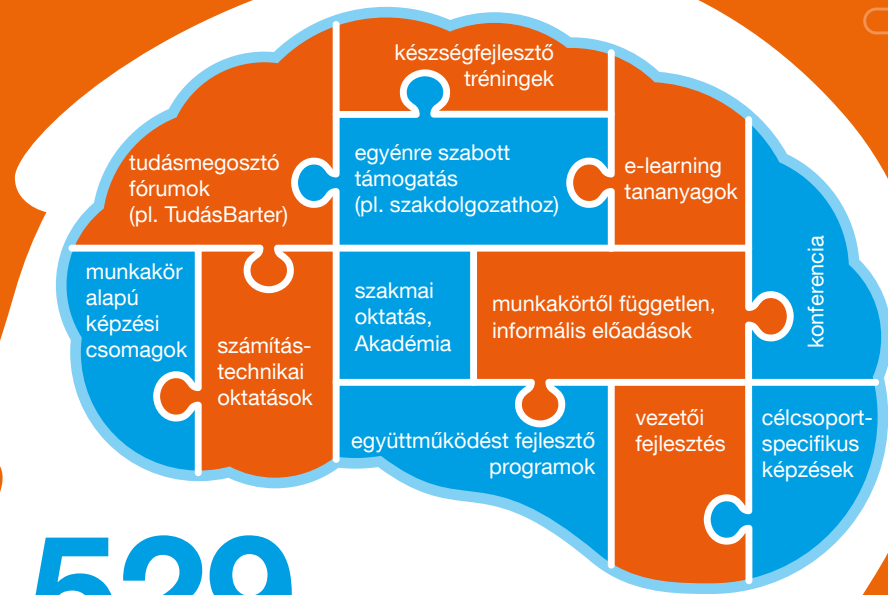 készségfejlesztő
tréningek
tudásmegosztó
fórumok
(pl. TudásBarter)
egyénre szabott
támogatás
(pl. szakdolgozathoz)
e-learning
tananyagok
konferencia
munkakör
alapú
képzési
csomagok
számítás-
technikai
oktatások
szakmai
oktatás,
Akadémia
munkakörtől független,
informális előadások
együttműködést fejlesztő
programok
vezetői
fejlesztés
célcsoport-
specifikus
képzések
529